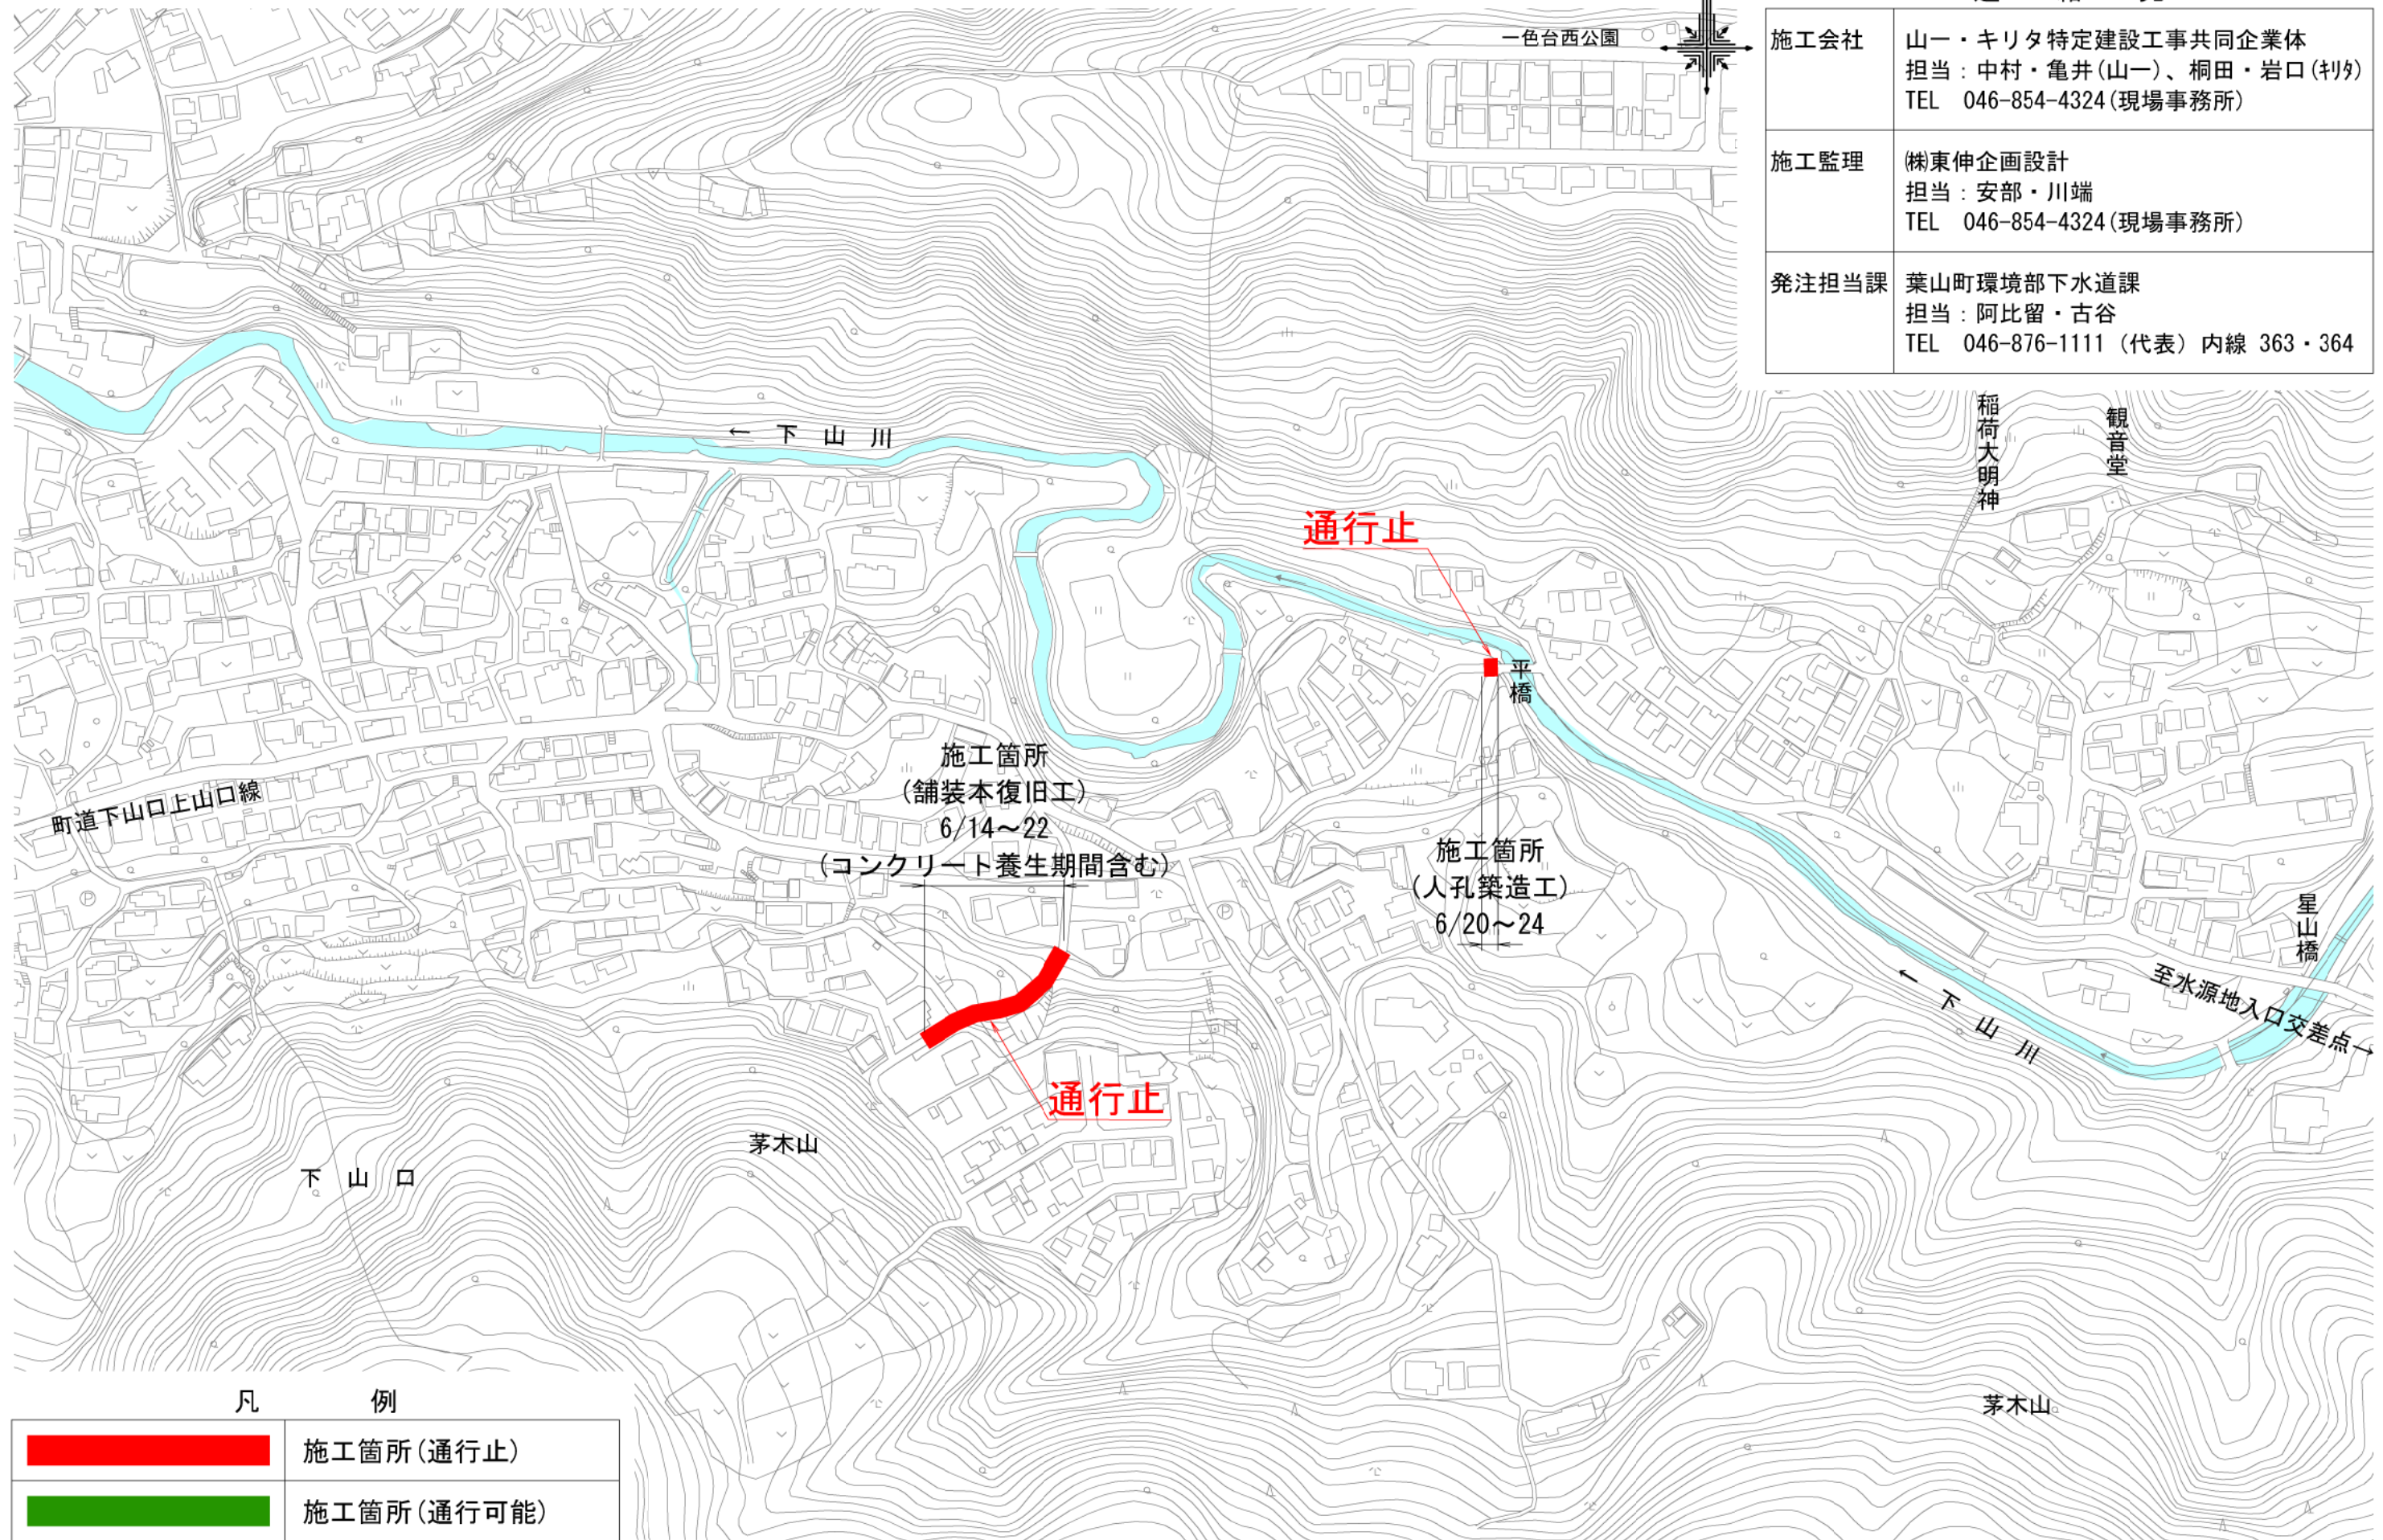 一色台西公園
施工会社
山一・キリタ特定建設工事共同企業体
担当：中村・亀井(山一)、桐田・岩口(ｷﾘﾀ)
TEL　046-854-4324(現場事務所)
施工監理
㈱東伸企画設計
担当：安部・川端
TEL　046-854-4324(現場事務所)
発注担当課
葉山町環境部下水道課
担当：阿比留・古谷
TEL　046-876-1111（代表）内線 363・364
稲荷大明神
観音堂
← 下 山 川
通行止
平橋
施工箇所
(舗装本復旧工)
6/14～22
(コンクリート養生期間含む)
町道下山口上山口線
施工箇所
(人孔築造工)
6/20～24
星山橋
至水源地入口交差点→
← 下 山 川
通行止
茅木山
下 山 口
茅木山
凡 例
施工箇所(通行止)
施工箇所(通行可能)